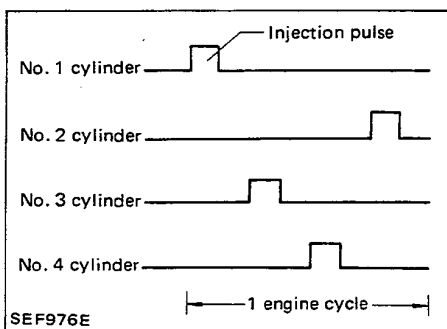 Injection pulse
No. 1 cylinder
No. 2 cylinder
No. 3 cylinder
No. 4 cylinder
1 engine cycle
SEF976E